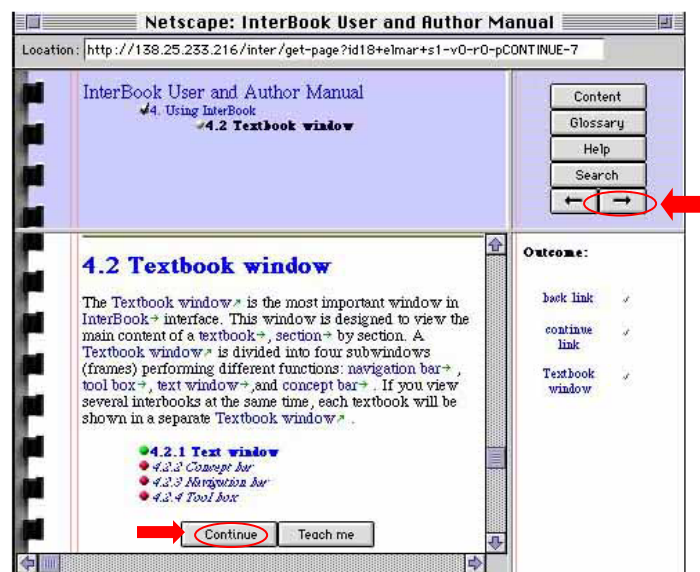 Netscape: InterBook User and Author Manual
Location: http://138.25.233.216/inter/get-page?id18+elmar+s1-v0-r0-pCONTINUE-7
InterBook User and Author Manual
4. Using InterBook
4.2 Textbook window
Content
Glossary
Help
Search
← →
4.2 Textbook window
The Textbook window↗ is the most important window in
InterBook→ interface. This window is designed to view the
main content of a textbook→, section→ by section. A
Textbook window↗ is divided into four subwindows
(frames) performing different functions: navigation bar→ ,
tool box→, text window→,and concept bar→ . If you view
several interbooks at the same time, each textbook will be
shown in a separate Textbook window↗ .
4.2.1 Text window
4.2.2 Concept bar
4.2.3 Navigation bar
4.2.4 Tool box
Continue Teach me
Outcome:
back link ✓
continue ✓
link
Textbook ✓
window